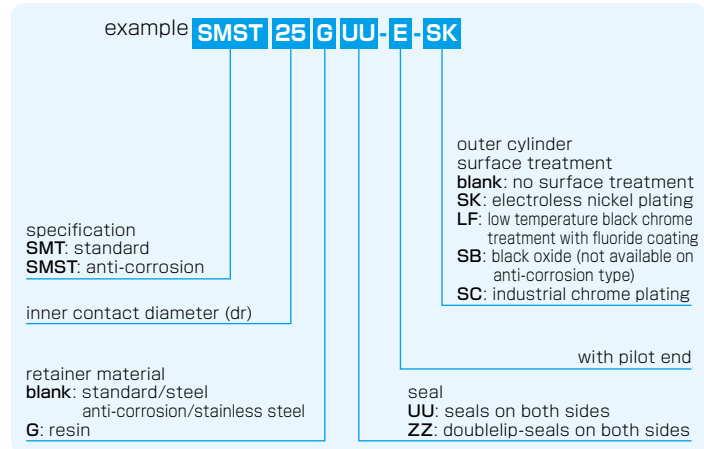 example SMST 25 G UU - E - SK
outer cylinder
surface treatment
blank: no surface treatment
SK: electroless nickel plating
LF: low temperature black chrome
treatment with fluoride coating
SB: black oxide (not available on
anti-corrosion type)
SC: industrial chrome plating
specification
SMT: standard
SMST: anti-corrosion
inner contact diameter (dr)
with pilot end
retainer material
blank: standard/steel
anti-corrosion/stainless steel
G: resin
seal
UU: seals on both sides
ZZ: doublelip-seals on both sides